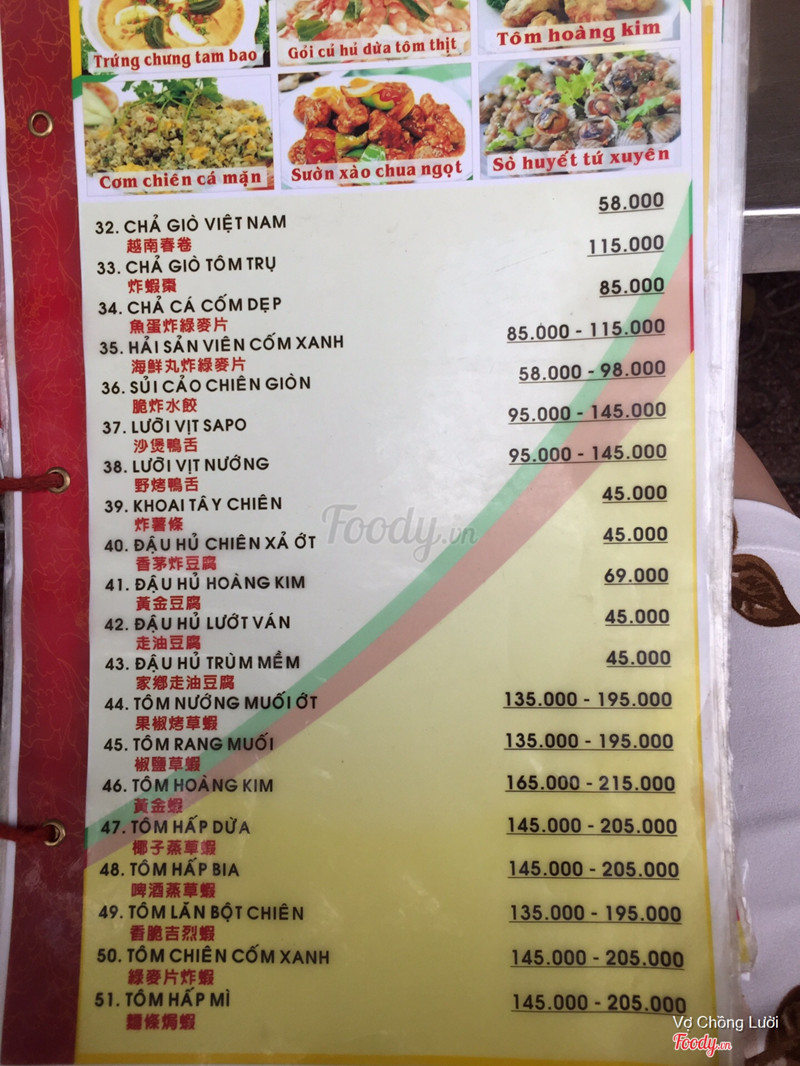 Trứng chưng tam bao
Gỏi củ hủ dừa tôm thịt
Tôm hoàng kim
Cơm chiên cá mặn
Sườn xào chua ngọt
Sò huyết tứ xuyên
32. CHẢ GIÒ VIỆT NAM 58.000
越南春卷
33. CHẢ GIÒ TÔM TRỤ 115.000
炸蝦棗
34. CHẢ CÁ CỐM DẸP 85.000
魚蛋炸綠麥片
35. HẢI SẢN VIÊN CỐM XANH 85.000 - 115.000
海鮮丸炸綠麥片
36. SỦI CẢO CHIÊN GIÒN 58.000 - 98.000
脆炸水餃
37. LƯỠI VỊT SAPO 95.000 - 145.000
沙煲鴨舌
38. LƯỠI VỊT NƯỚNG 95.000 - 145.000
野烤鴨舌
39. KHOAI TÂY CHIÊN 45.000
炸薯條
40. ĐẬU HỦ CHIÊN XẢ ỚT 45.000
香茅炸豆腐
41. ĐẬU HỦ HOÀNG KIM 69.000
黃金豆腐
42. ĐẬU HỦ LƯỚT VÁN 45.000
走油豆腐
43. ĐẬU HỦ TRÙM MỀM 45.000
家鄉走油豆腐
44. TÔM NƯỚNG MUỐI ỚT 135.000 - 195.000
果椒烤草蝦
45. TÔM RANG MUỐI 135.000 - 195.000
椒鹽草蝦
46. TÔM HOÀNG KIM 165.000 - 215.000
黃金蝦
47. TÔM HẤP DỪA 145.000 - 205.000
椰子蒸草蝦
48. TÔM HẤP BIA 145.000 - 205.000
啤酒蒸草蝦
49. TÔM LĂN BỘT CHIÊN 135.000 - 195.000
香脆吉烈蝦
50. TÔM CHIÊN CỐM XANH 145.000 - 205.000
綠麥片炸蝦
51. TÔM HẤP MÌ 145.000 - 205.000
麵條焗蝦
Foody.vn
Vợ Chồng Lười
Foody.vn